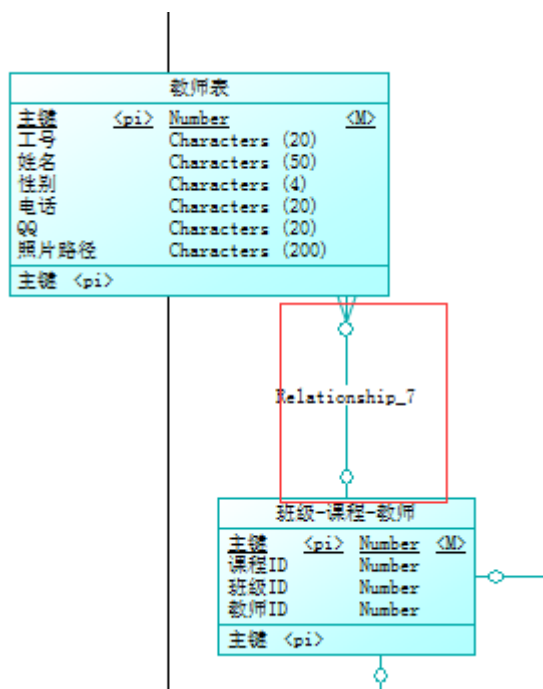 教师表
主键 <pi> Number <M>
工号 Characters (20)
姓名 Characters (50)
性别 Characters (4)
电话 Characters (20)
QQ Characters (20)
照片路径 Characters (200)
主键 <pi>
Relationship_7
班级-课程-教师
主键 <pi> Number <M>
课程ID Number
班级ID Number
教师ID Number
主键 <pi>